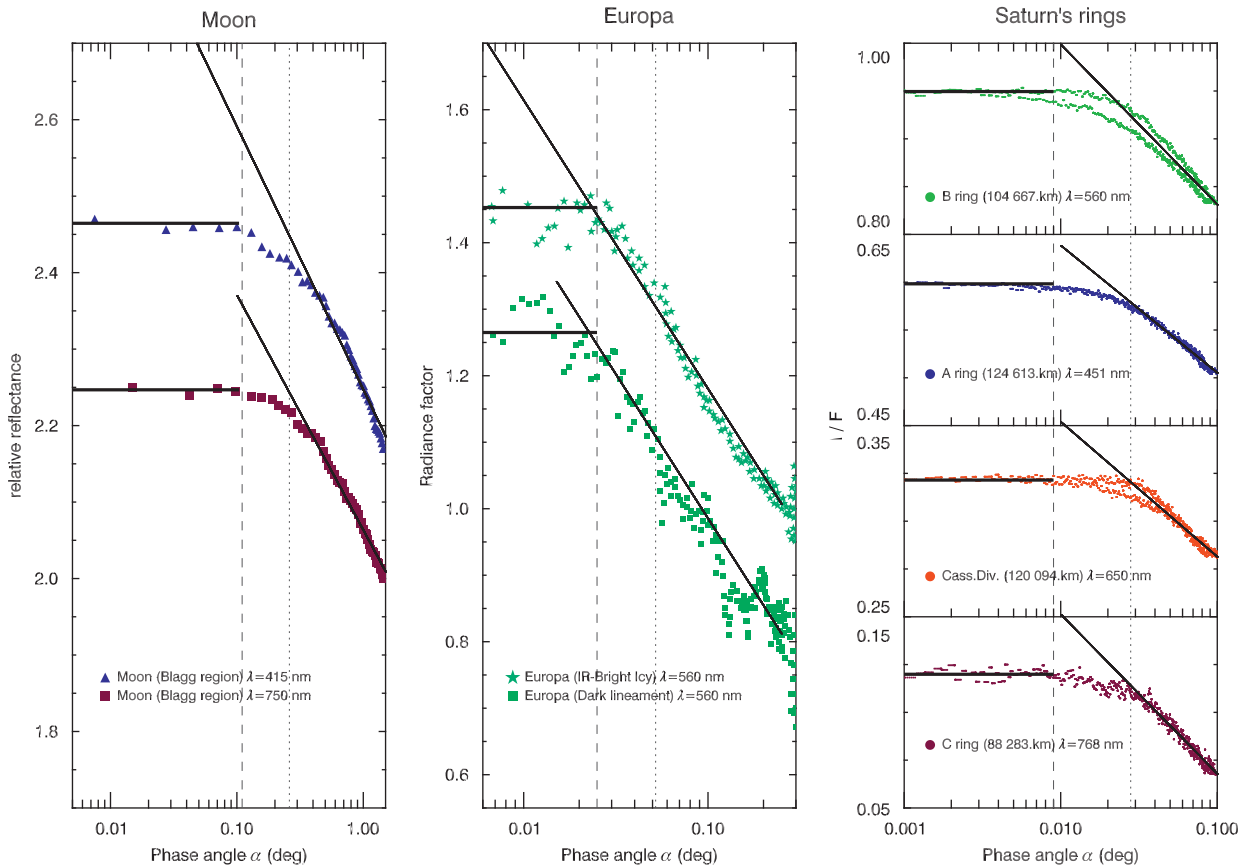 Moon
Europa
Saturn's rings
relative reflectance
2.6
2.4
2.2
2.0
1.8
▲ Moon (Blagg region) λ=415 nm
■ Moon (Blagg region) λ=750 nm
0.01
0.10
1.00
Phase angle α (deg)
Radiance factor
1.6
1.4
1.2
1.0
0.8
0.6
★ Europa (IR-Bright Icy) λ=560 nm
■ Europa (Dark lineament) λ=560 nm
0.01
0.10
Phase angle α (deg)
I / F
1.00
● B ring (104 667.km) λ=560 nm
0.80
0.65
● A ring (124 613.km) λ=451 nm
0.45
0.35
● Cass.Div. (120 094.km) λ=650 nm
0.25
0.15
● C ring (88 283.km) λ=768 nm
0.05
0.001
0.010
0.100
Phase angle α (deg)